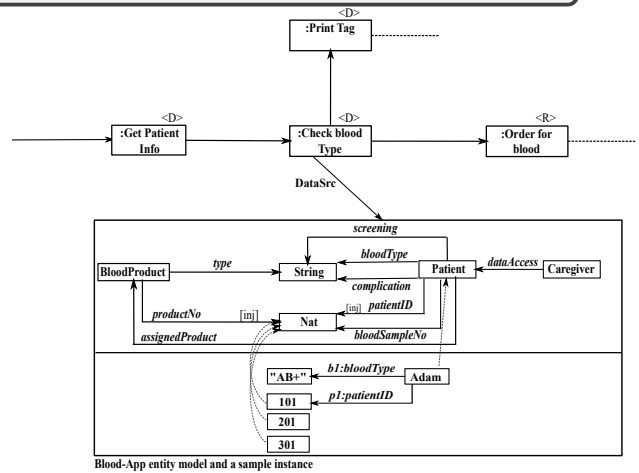 <D>
:Print Tag
<D>
:Get Patient
Info
<D>
:Check blood
Type
<R>
:Order for
blood
DataSrc
screening
BloodProduct
type
String
bloodType
complication
Patient
dataAccess
Caregiver
productNo
[inj]
Nat
[inj]
patientID
bloodSampleNo
assignedProduct
"AB+"
b1:bloodType
Adam
101
p1:patientID
201
301
Blood-App entity model and a sample instance